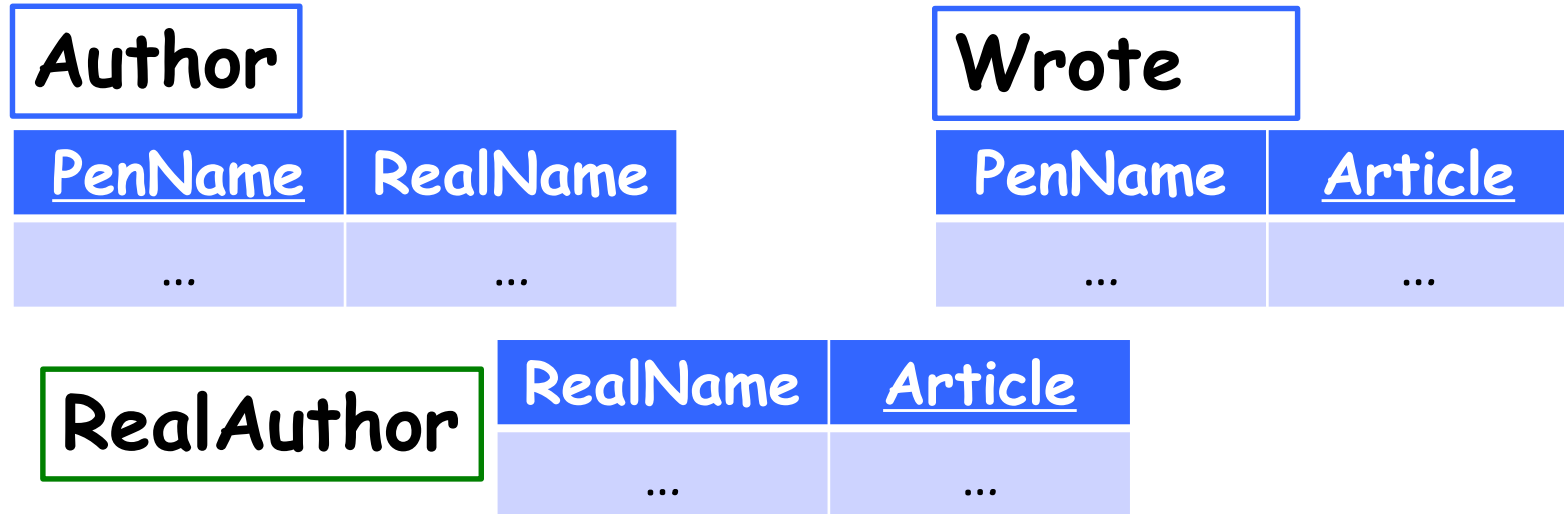 Author
Wrote
PenName RealName
PenName Article
... ...
... ...
RealAuthor
RealName Article
... ...